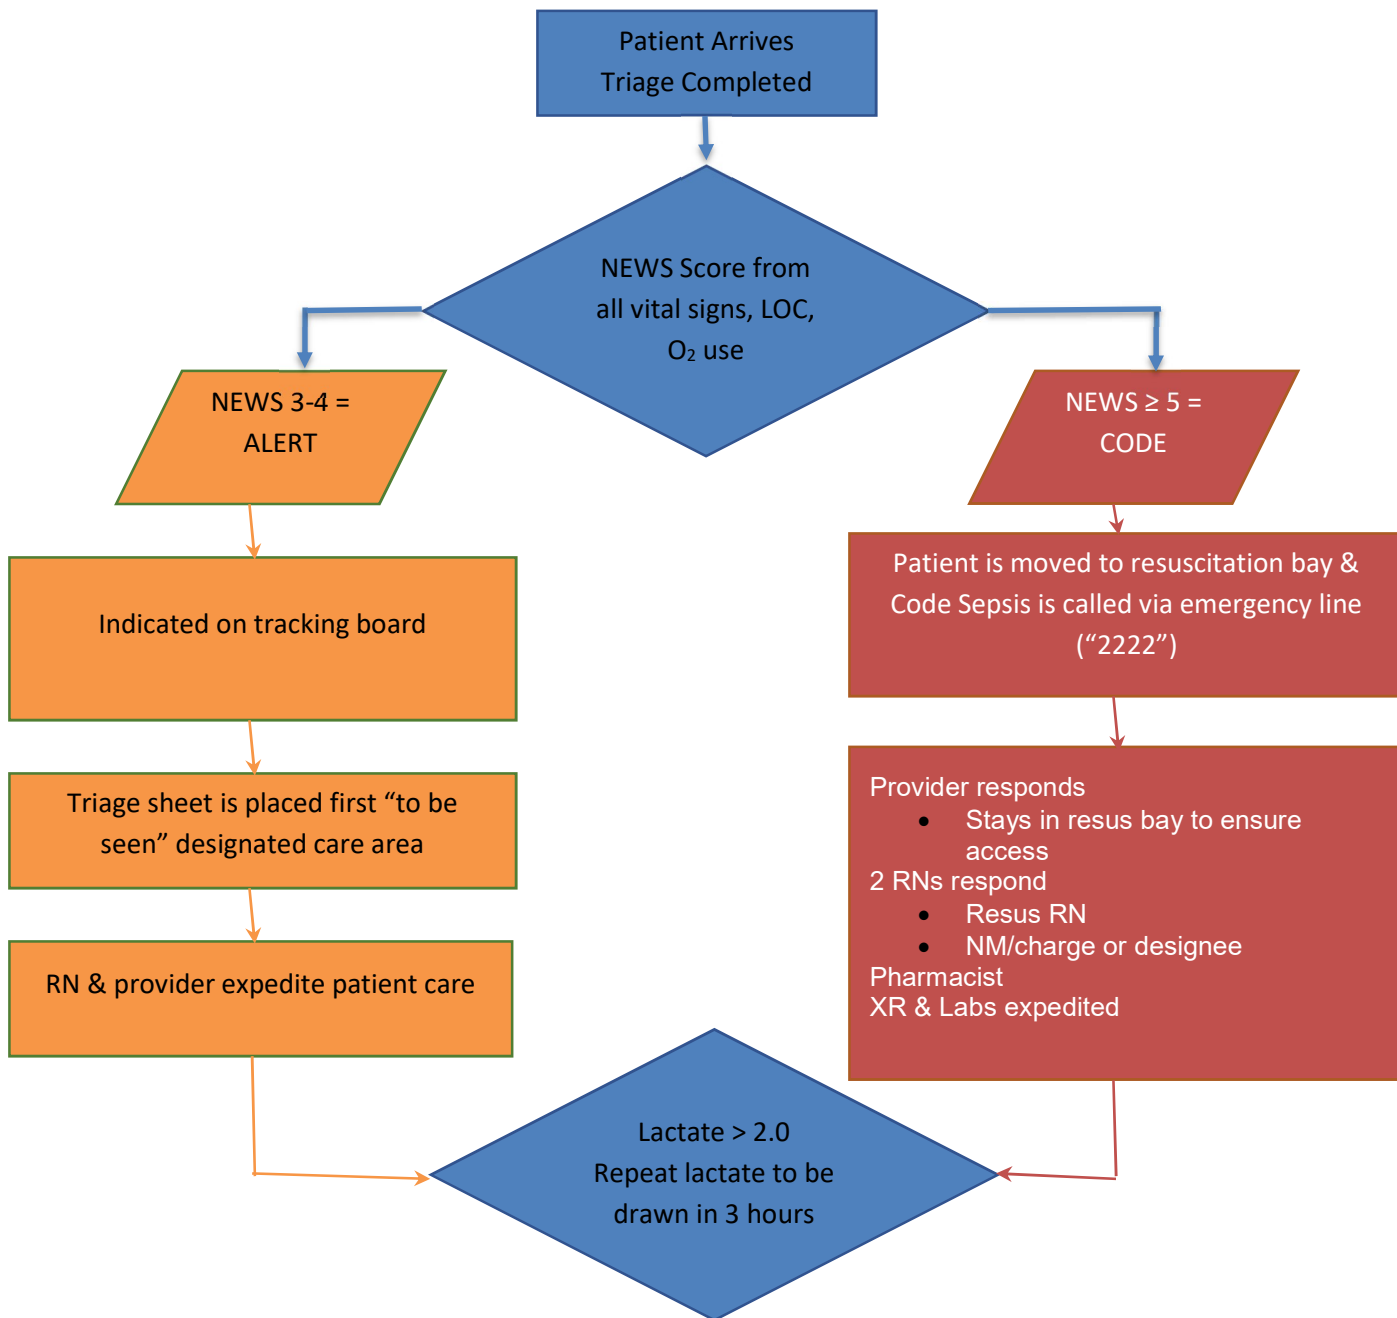 Patient Arrives
Triage Completed
NEWS Score from
all vital signs, LOC,
O₂ use
NEWS 3-4 =
ALERT
Indicated on tracking board
Triage sheet is placed first “to be
seen” designated care area
RN & provider expedite patient care
NEWS ≥ 5 =
CODE
Patient is moved to resuscitation bay &
Code Sepsis is called via emergency line
(“2222”)
Provider responds
• Stays in resus bay to ensure
access
2 RNs respond
• Resus RN
• NM/charge or designee
Pharmacist
XR & Labs expedited
Lactate > 2.0
Repeat lactate to be
drawn in 3 hours